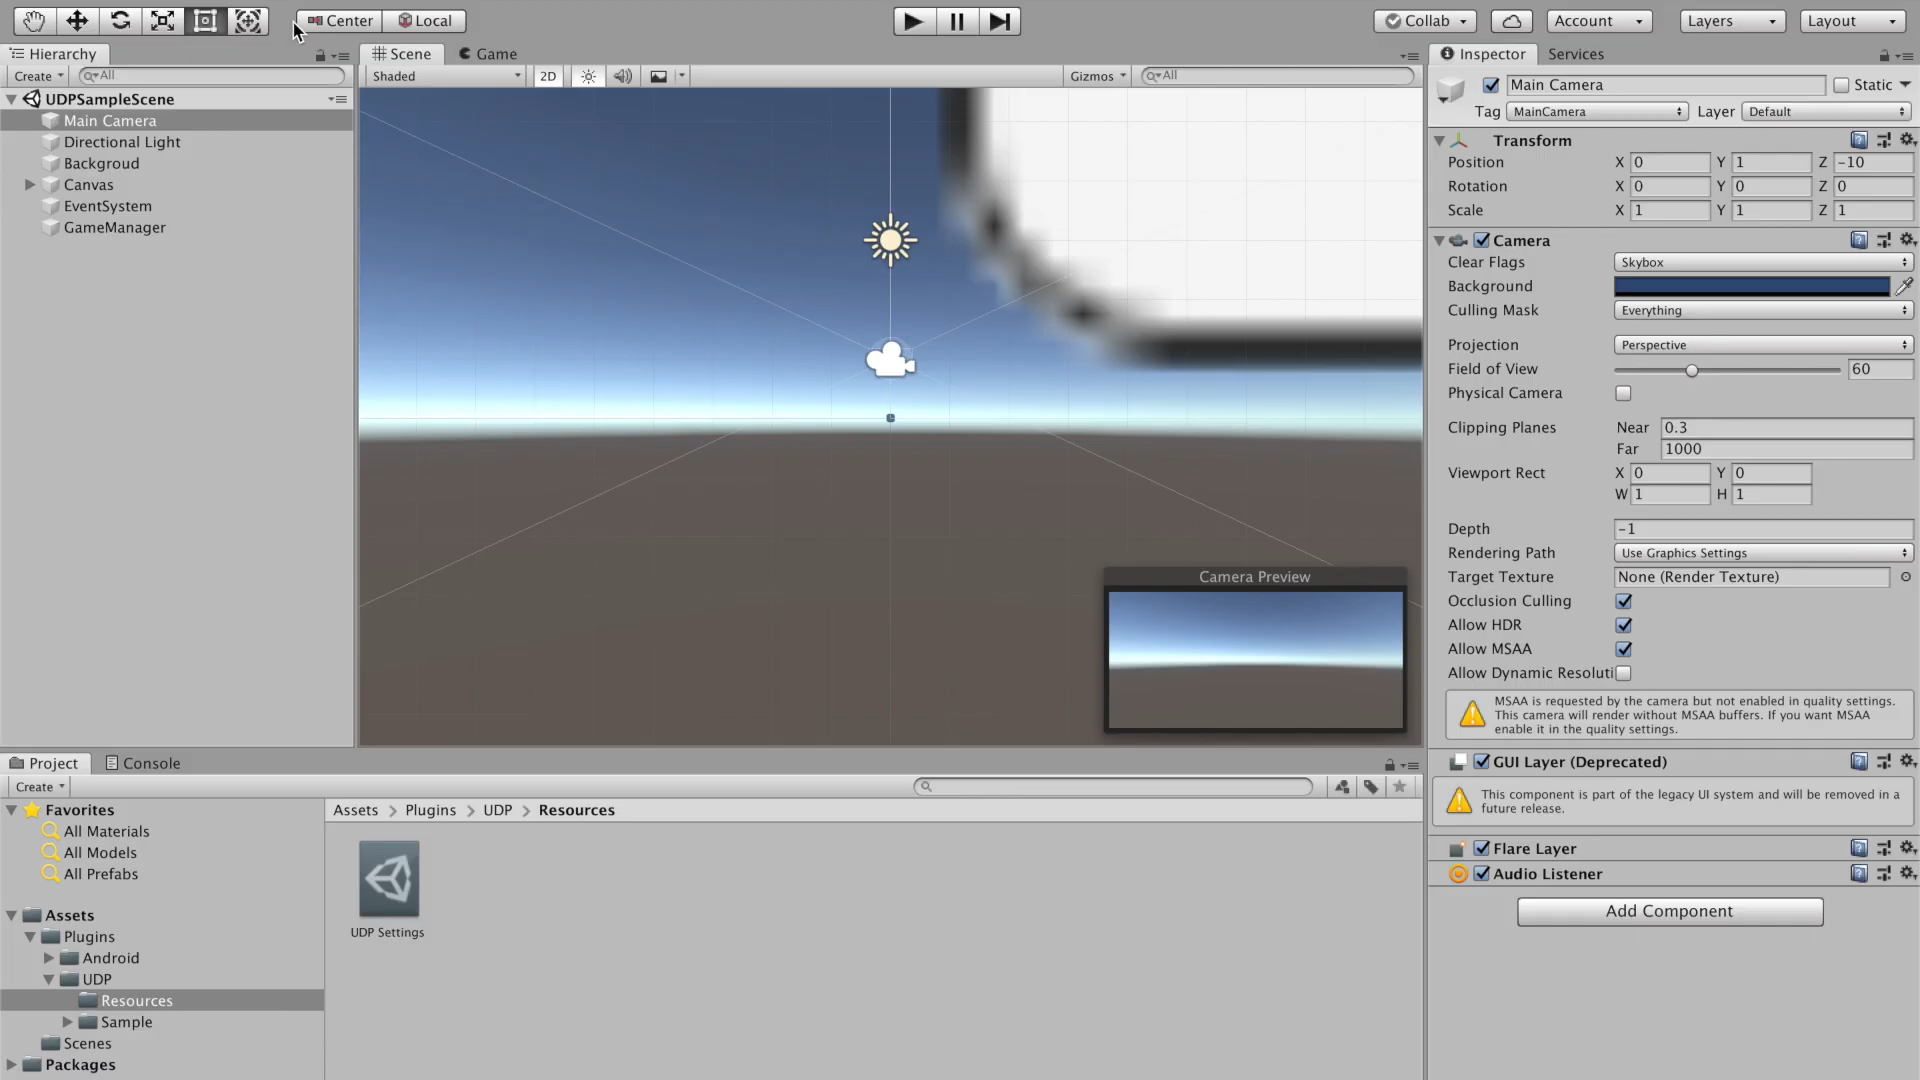 Center
Local
Collab
Account
Layers
Layout
Hierarchy
Scene
Game
Inspector
Services
Create
All
Shaded
2D
Gizmos
All
UDPSampleScene
Main Camera
Directional Light
Backgroud
Canvas
EventSystem
GameManager
Main Camera
Static
Tag MainCamera Layer Default
Transform
Position X 0 Y 1 Z -10
Rotation X 0 Y 0 Z 0
Scale X 1 Y 1 Z 1
Camera
Clear Flags Skybox
Background
Culling Mask Everything
Projection Perspective
Field of View 60
Physical Camera
Clipping Planes Near 0.3
Far 1000
Viewport Rect X 0 Y 0
W 1 H 1
Depth -1
Rendering Path Use Graphics Settings
Target Texture None (Render Texture)
Occlusion Culling
Allow HDR
Allow MSAA
Allow Dynamic Resoluti
MSAA is requested by the camera but not enabled in quality settings.
This camera will render without MSAA buffers. If you want MSAA
enable it in the quality settings.
GUI Layer (Deprecated)
This component is part of the legacy UI system and will be removed in a
future release.
Flare Layer
Audio Listener
Add Component
Camera Preview
Project
Console
Create
Favorites
All Materials
All Models
All Prefabs
Assets
Plugins
Android
UDP
Resources
Sample
Scenes
Packages
Assets > Plugins > UDP > Resources
UDP Settings